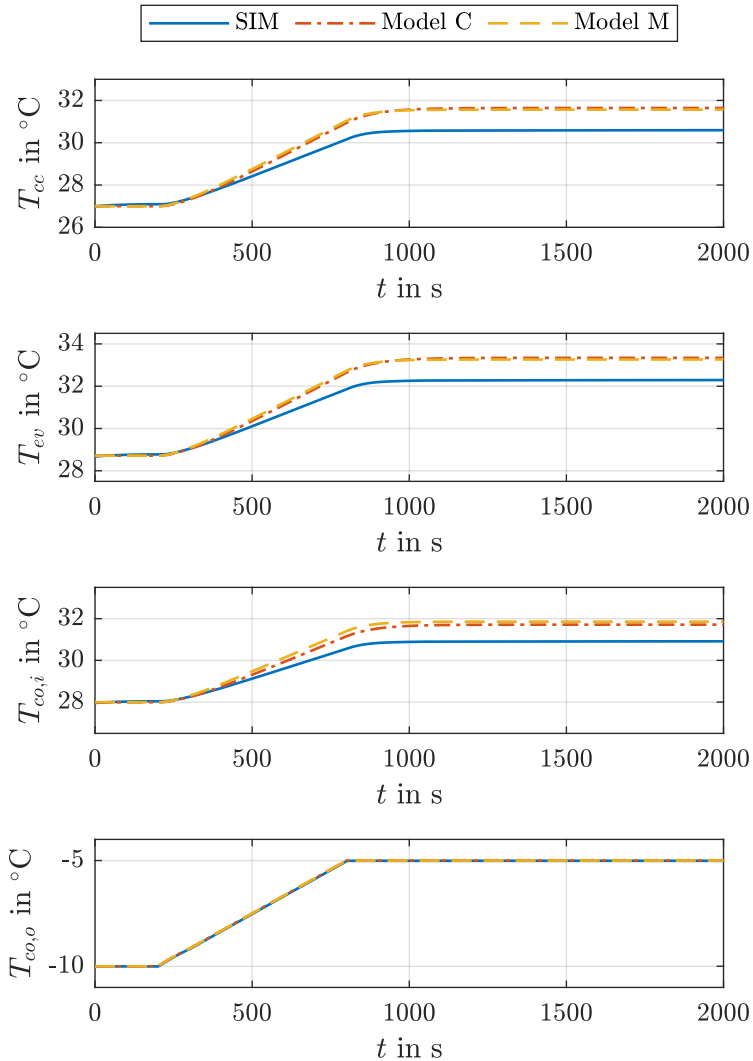 SIM Model C Model M
32
30
28
26
T_cc in °C
0 500 1000 1500 2000
t in s
34
32
30
28
T_ev in °C
0 500 1000 1500 2000
t in s
32
30
28
T_co,i in °C
0 500 1000 1500 2000
t in s
-5
-10
T_co,o in °C
0 500 1000 1500 2000
t in s